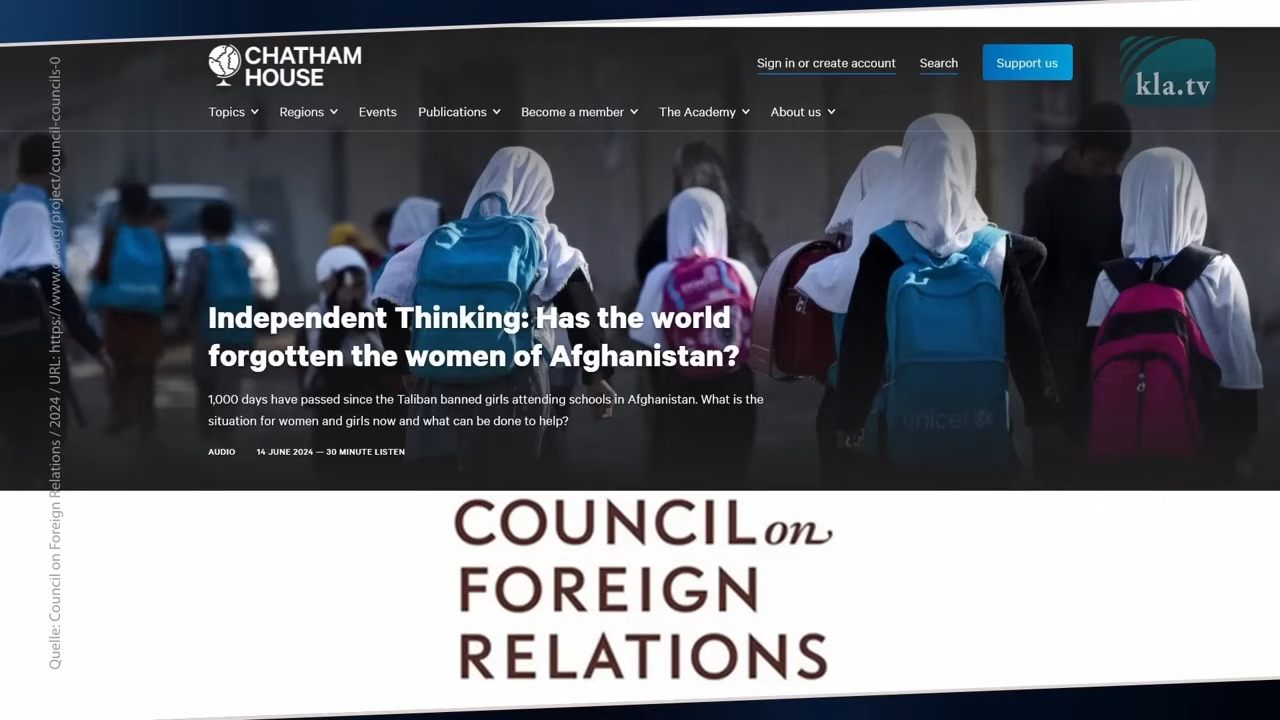 CHATHAM
HOUSE
Sign in or create account
Search
Support us
kla.tv
Topics
Regions
Events
Publications
Become a member
The Academy
About us
Independent Thinking: Has the world
forgotten the women of Afghanistan?
1,000 days have passed since the Taliban banned girls attending schools in Afghanistan. What is the
situation for women and girls now and what can be done to help?
AUDIO
14 JUNE 2024 — 30 MINUTE LISTEN
unicef
COUNCIL on
FOREIGN
RELATIONS
Quelle: Council on Foreign Relations / 2024 / URL: https://www.cfr.org/project/council-councils-0